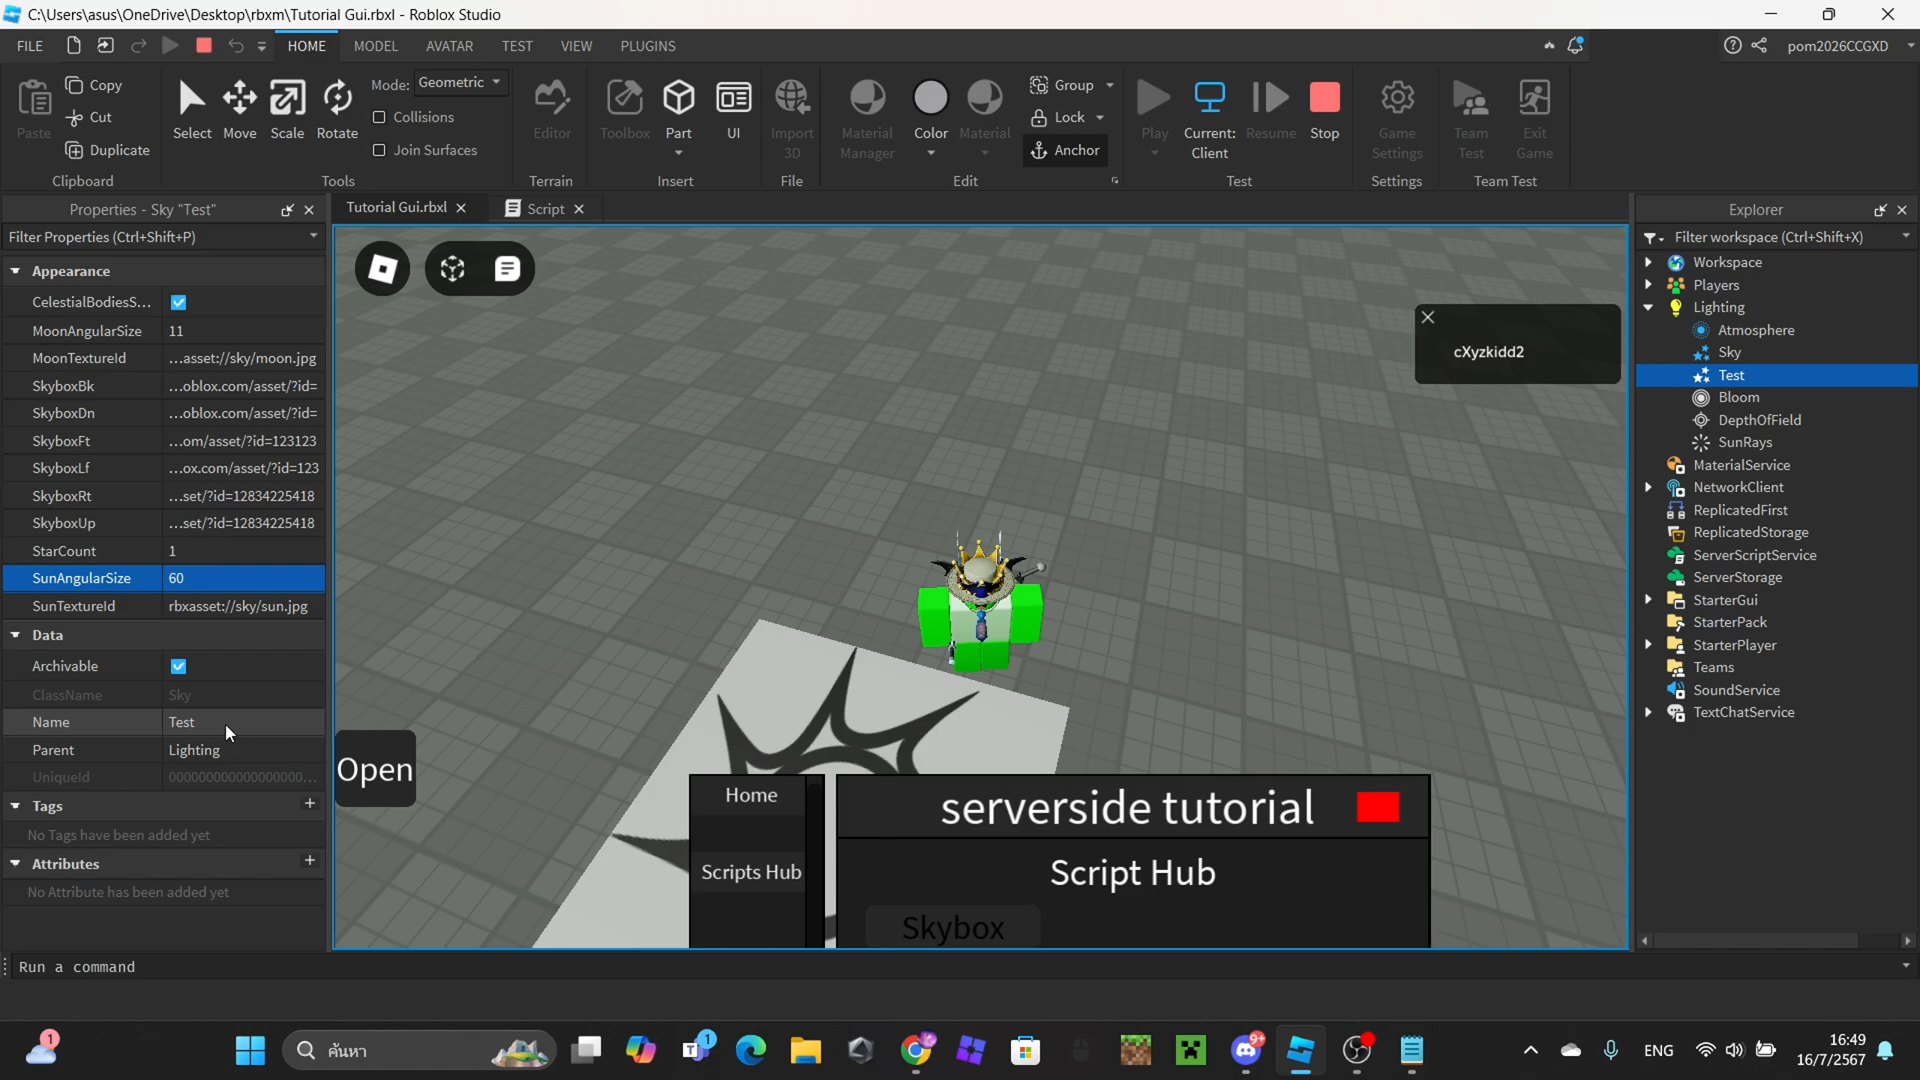 C:\Users\asus\OneDrive\Desktop\rbxm\Tutorial Gui.rbxl - Roblox Studio
FILE HOME MODEL AVATAR TEST VIEW PLUGINS pom2026CCGXD
Paste Copy Cut Duplicate Clipboard
Select Move Scale Rotate Mode: Geometric Collisions Join Surfaces Tools
Editor Terrain
Toolbox Part UI Insert
Import 3D File
Material Manager Color Material Group Lock Anchor Edit
Play Current: Client Resume Stop Test
Game Settings Settings
Team Test Exit Game Team Test
Properties - Sky "Test"
Filter Properties (Ctrl+Shift+P)
Appearance
CelestialBodiesS...
MoonAngularSize 11
MoonTextureId ...asset://sky/moon.jpg
SkyboxBk ...oblox.com/asset/?id=
SkyboxDn ...oblox.com/asset/?id=
SkyboxFt ...om/asset/?id=123123
SkyboxLf ...ox.com/asset/?id=123
SkyboxRt ...set/?id=12834225418
SkyboxUp ...set/?id=12834225418
StarCount 1
SunAngularSize 60
SunTextureId rbxasset://sky/sun.jpg
Data
Archivable
ClassName Sky
Name Test
Parent Lighting
UniqueId 00000000000000000...
Tags +
No Tags have been added yet
Attributes +
No Attribute has been added yet
Tutorial Gui.rbxl Script
cXyzkidd2
Open
Home
Scripts Hub
serverside tutorial
Script Hub
Skybox
Explorer
Filter workspace (Ctrl+Shift+X)
Workspace
Players
Lighting
Atmosphere
Sky
Test
Bloom
DepthOfField
SunRays
MaterialService
NetworkClient
ReplicatedFirst
ReplicatedStorage
ServerScriptService
ServerStorage
StarterGui
StarterPack
StarterPlayer
Teams
SoundService
TextChatService
Run a command
1
ค้นหา
1
9+
ENG
16:49
16/7/2567